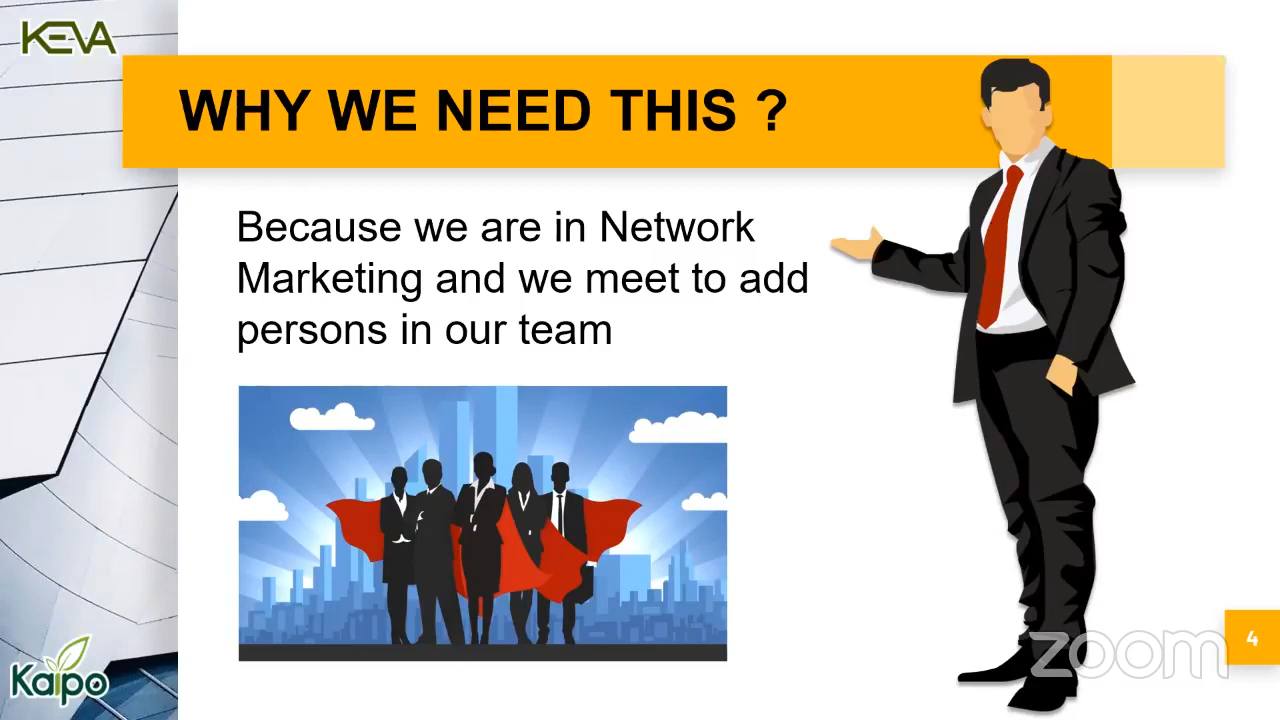 KEVA
WHY WE NEED THIS ?
Because we are in Network
Marketing and we meet to add
persons in our team
4
zoom
Kaipo